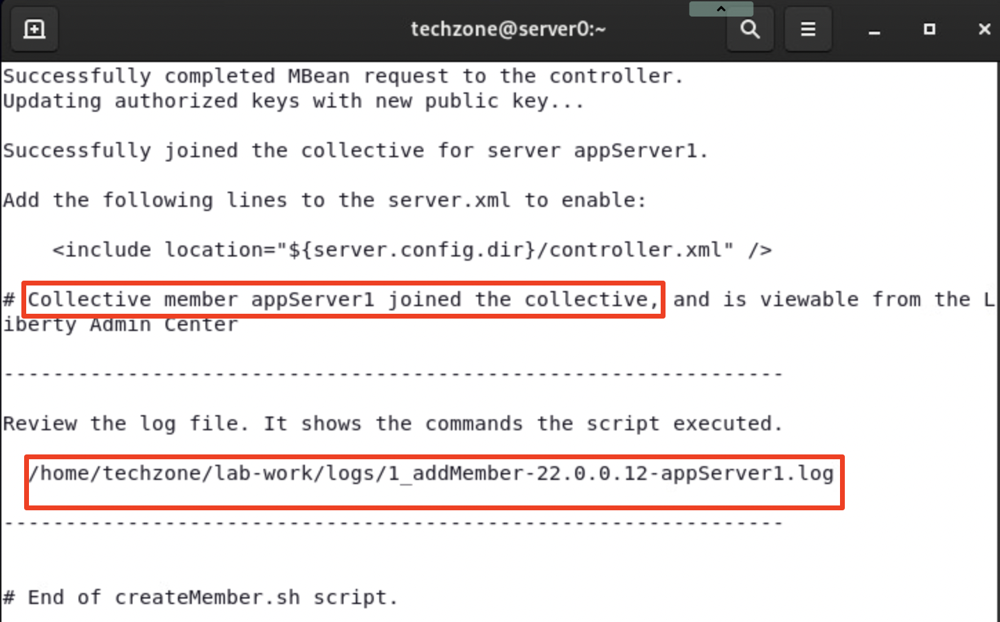 techzone@server0:~
Successfully completed MBean request to the controller.
Updating authorized keys with new public key...
Successfully joined the collective for server appServer1.
Add the following lines to the server.xml to enable:
<include location="${server.config.dir}/controller.xml" />
# Collective member appServer1 joined the collective, and is viewable from the L
iberty Admin Center
---------------------------------------------------------------
Review the log file. It shows the commands the script executed.
/home/techzone/lab-work/logs/1_addMember-22.0.0.12-appServer1.log
---------------------------------------------------------------
# End of createMember.sh script.